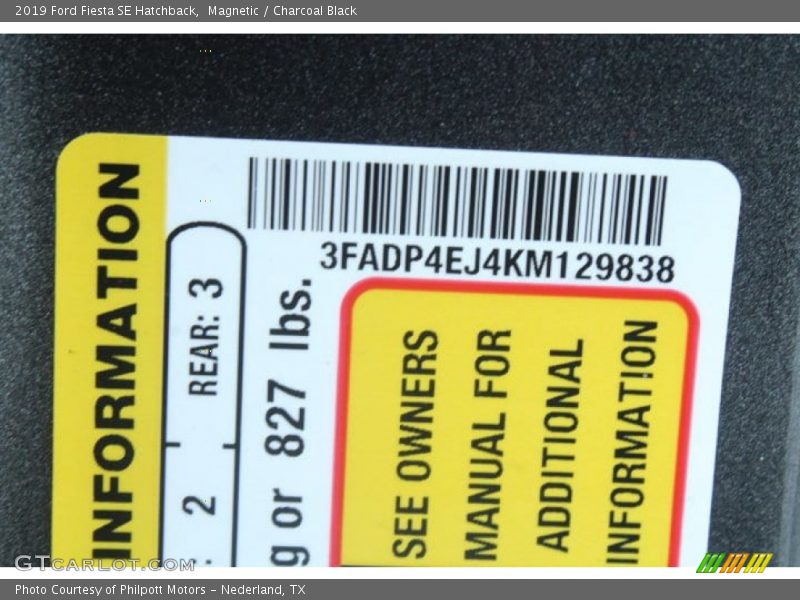 2019 Ford Fiesta SE Hatchback,  Magnetic / Charcoal Black
3FADP4EJ4KM129838
INFORMATION
REAR: 3
2
g or 827 lbs.
SEE OWNERS
MANUAL FOR
ADDITIONAL
INFORMATION
GTcarlot.com
Photo Courtesy of Philpott Motors - Nederland, TX